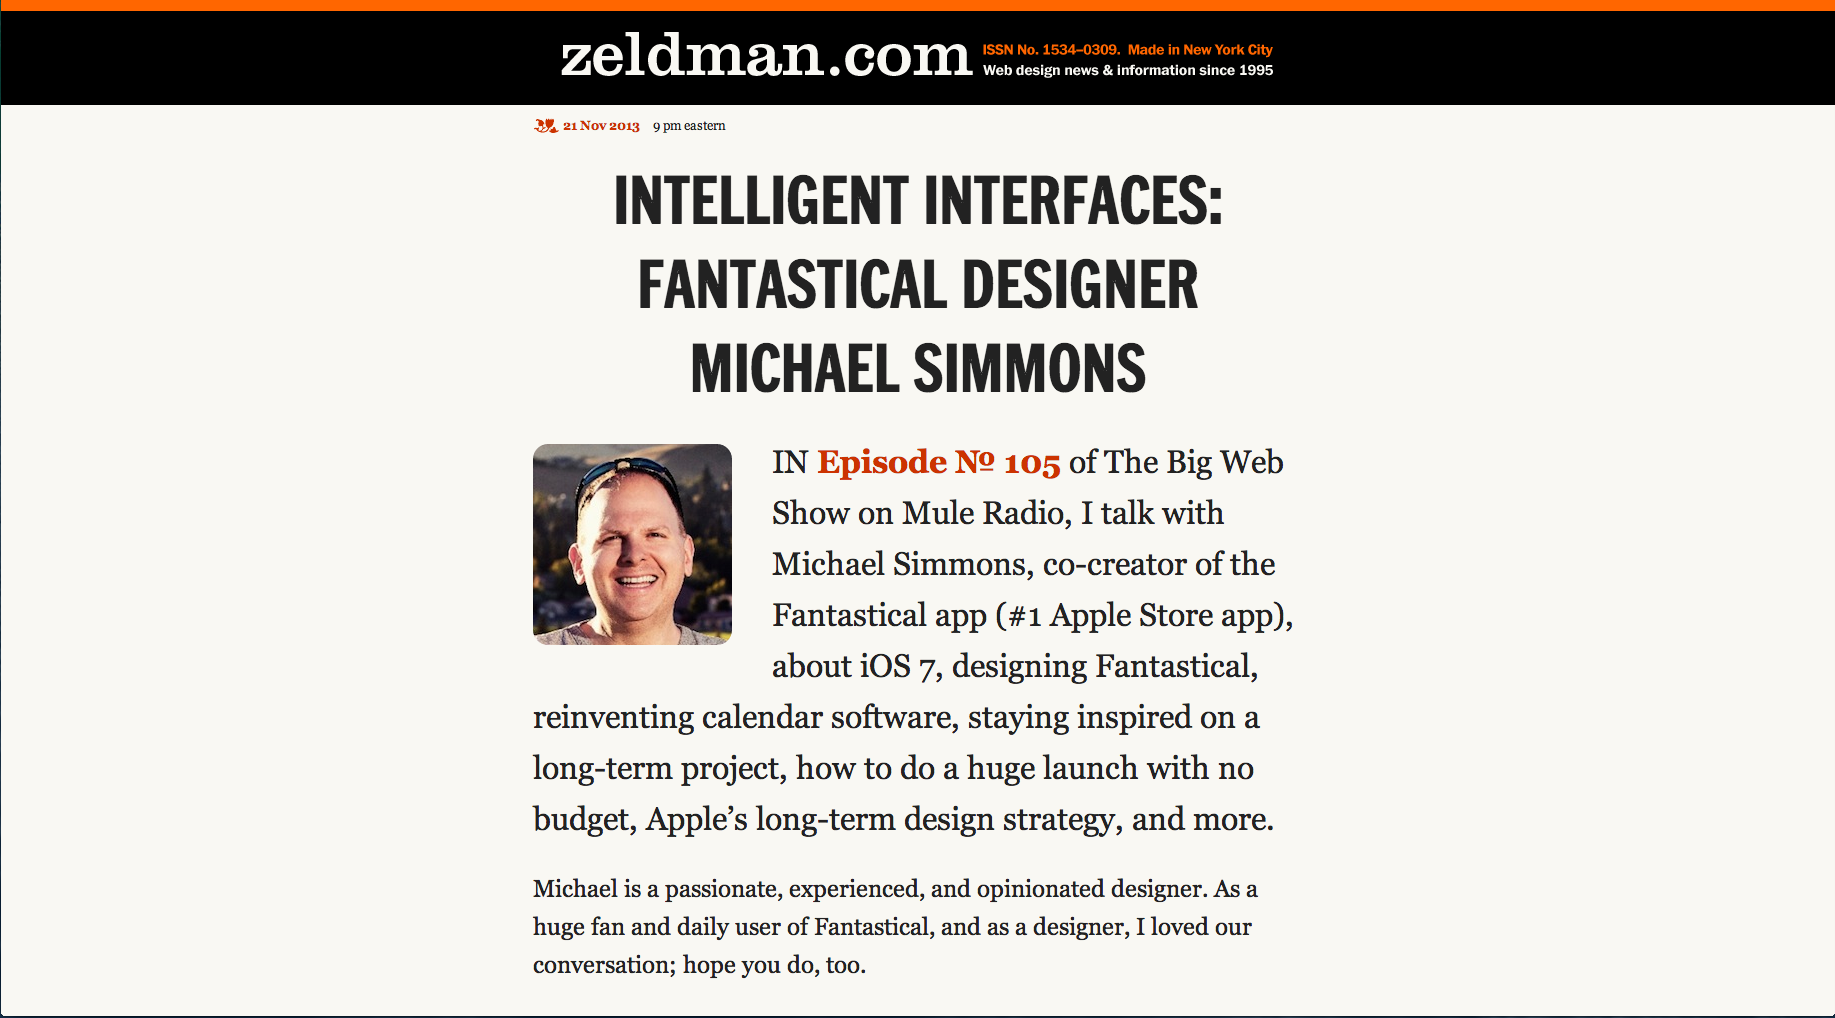 zeldman.com
ISSN No. 1534–0309. Made in New York City
Web design news & information since 1995
21 Nov 2013 9 pm eastern
INTELLIGENT INTERFACES:
FANTASTICAL DESIGNER
MICHAEL SIMMONS
IN Episode № 105 of The Big Web
Show on Mule Radio, I talk with
Michael Simmons, co-creator of the
Fantastical app (#1 Apple Store app),
about iOS 7, designing Fantastical,
reinventing calendar software, staying inspired on a
long-term project, how to do a huge launch with no
budget, Apple’s long-term design strategy, and more.
Michael is a passionate, experienced, and opinionated designer. As a
huge fan and daily user of Fantastical, and as a designer, I loved our
conversation; hope you do, too.